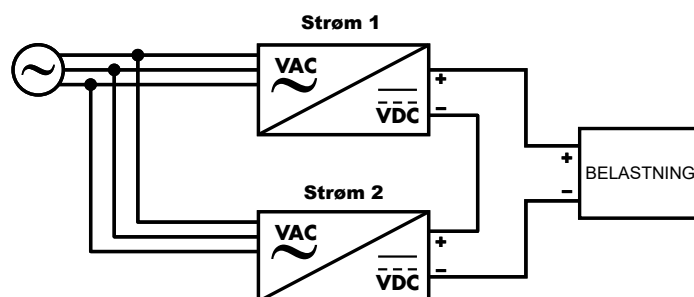 Strøm 1
VAC
VDC
+
−
Strøm 2
VAC
VDC
+
−
+
BELASTNING
−